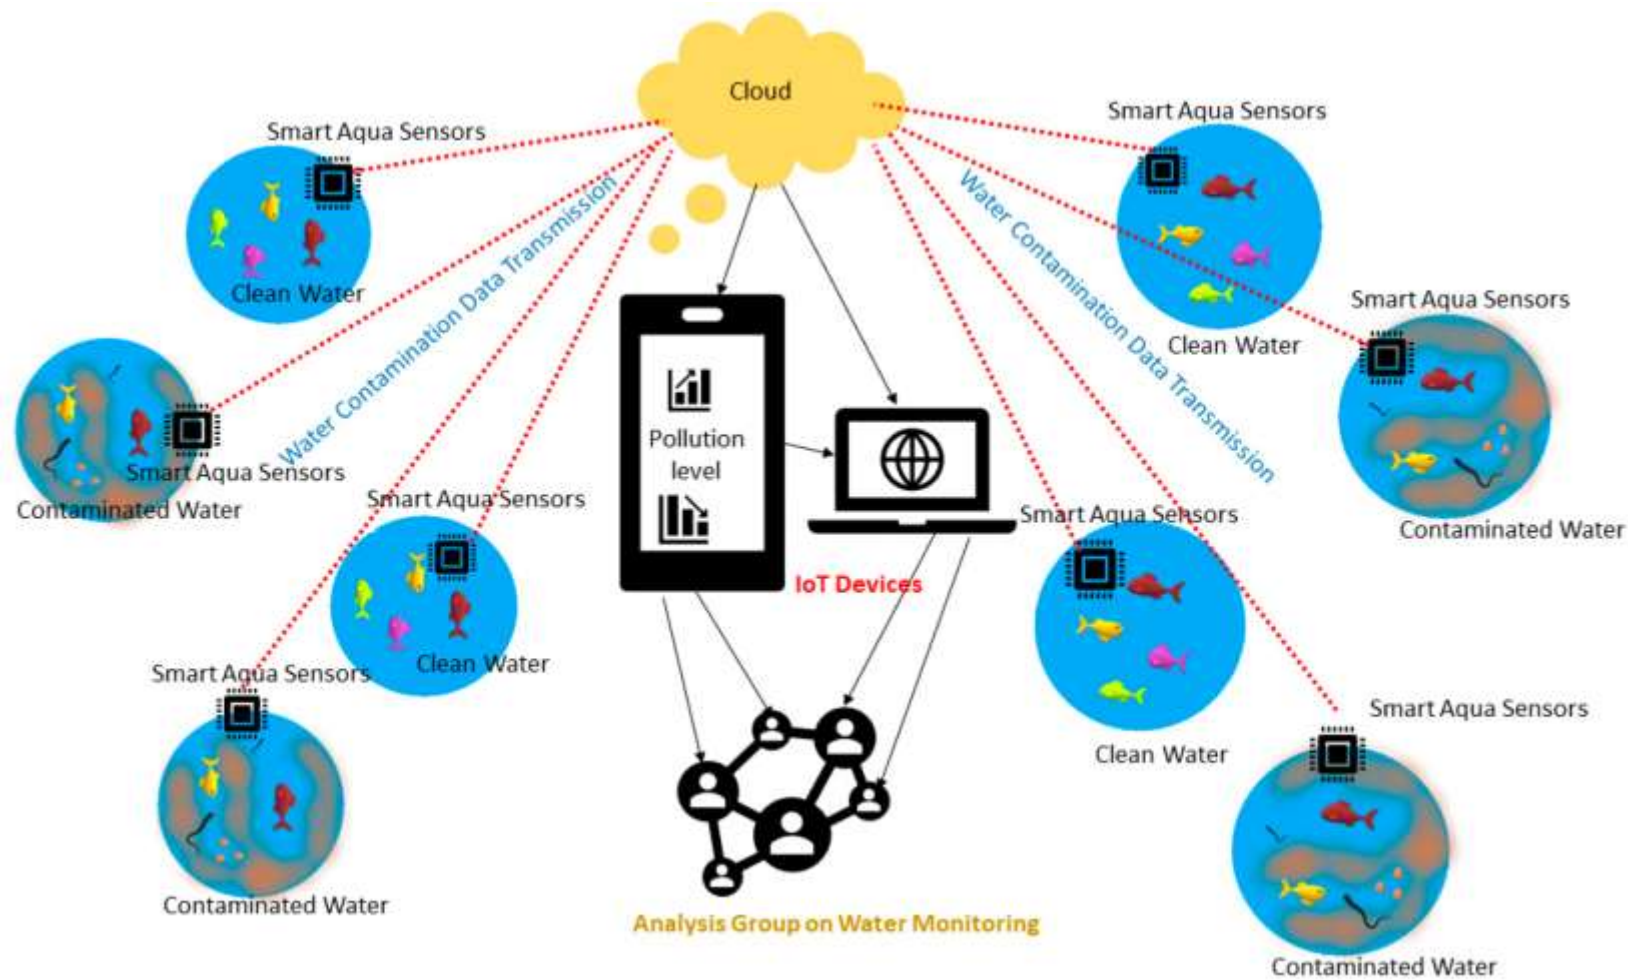 Cloud
Smart Aqua Sensors
Clean Water
Smart Aqua Sensors
Contaminated Water
Smart Aqua Sensors
Clean Water
Smart Aqua Sensors
Contaminated Water
Water Contamination Data Transmission
Pollution
level
IoT Devices
Analysis Group on Water Monitoring
Water Contamination Data Transmission
Smart Aqua Sensors
Clean Water
Smart Aqua Sensors
Contaminated Water
Smart Aqua Sensors
Clean Water
Smart Aqua Sensors
Contaminated Water